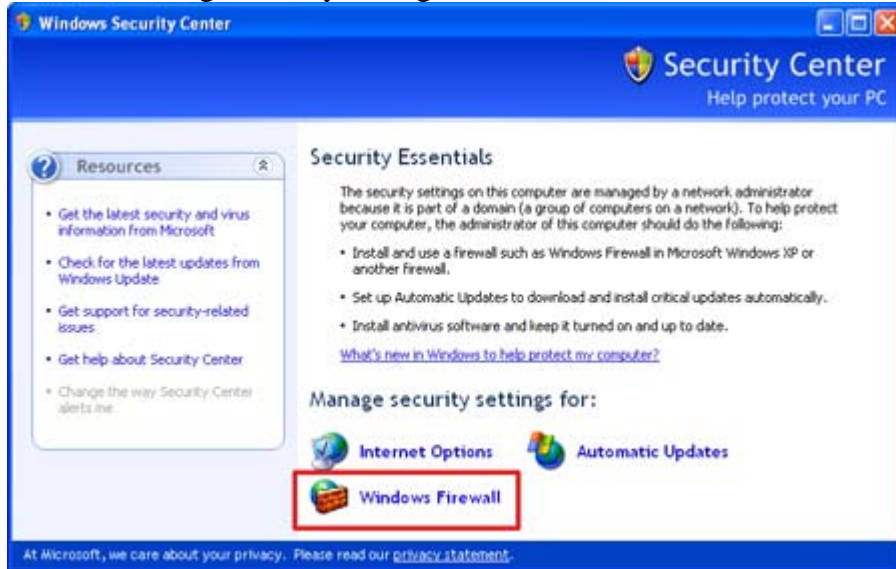 Windows Security Center
Security Center
Help protect your PC
Resources
• Get the latest security and virus
information from Microsoft
• Check for the latest updates from
Windows Update
• Get support for security-related
issues
• Get help about Security Center
• Change the way Security Center
alerts me
Security Essentials
The security settings on this computer are managed by a network administrator
because it is part of a domain (a group of computers on a network). To help protect
your computer, the administrator of this computer should do the following:
• Install and use a firewall such as Windows Firewall in Microsoft Windows XP or
another firewall.
• Set up Automatic Updates to download and install critical updates automatically.
• Install antivirus software and keep it turned on and up to date.
What's new in Windows to help protect my computer?
Manage security settings for:
Internet Options
Automatic Updates
Windows Firewall
At Microsoft, we care about your privacy. Please read our privacy statement.